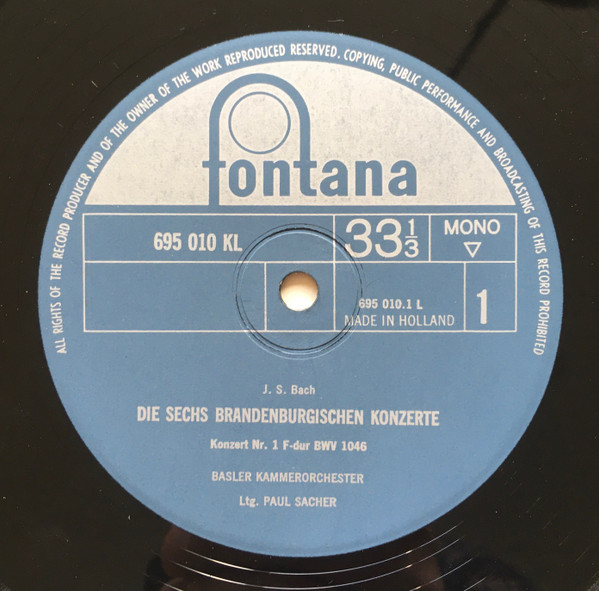 ALL RIGHTS OF THE RECORD PRODUCER AND OF THE OWNER OF THE WORK REPRODUCED RESERVED. COPYING, PUBLIC PERFORMANCE AND BROADCASTING OF THIS RECORD PROHIBITED
fontana
695 010 KL
33 1/3
MONO
695 010.1 L
MADE IN HOLLAND
1
J. S. Bach
DIE SECHS BRANDENBURGISCHEN KONZERTE
Konzert Nr. 1 F-dur BWV 1046
BASLER KAMMERORCHESTER
Ltg. PAUL SACHER